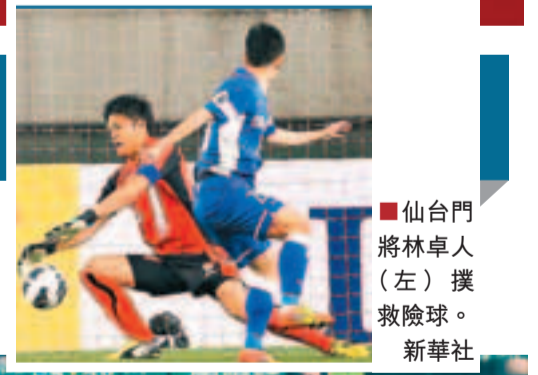 ■仙台門
將林卓人
（左）撲
救險球。
新華社